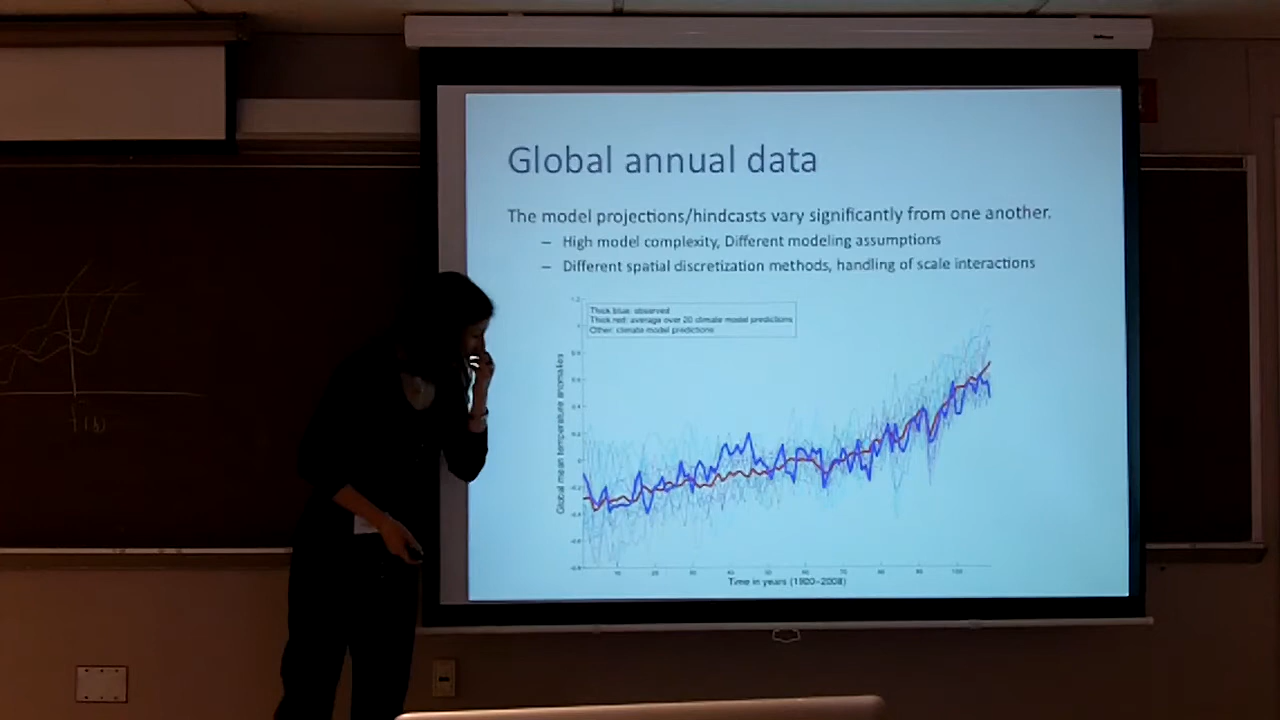 Global annual data
The model projections/hindcasts vary significantly from one another.
– High model complexity, Different modeling assumptions
– Different spatial discretization methods, handling of scale interactions
Thick blue: observed
Thick red: average over 20 climate model predictions
Other: climate model predictions
Global mean temperature anomalies
Time in years (1900–2008)